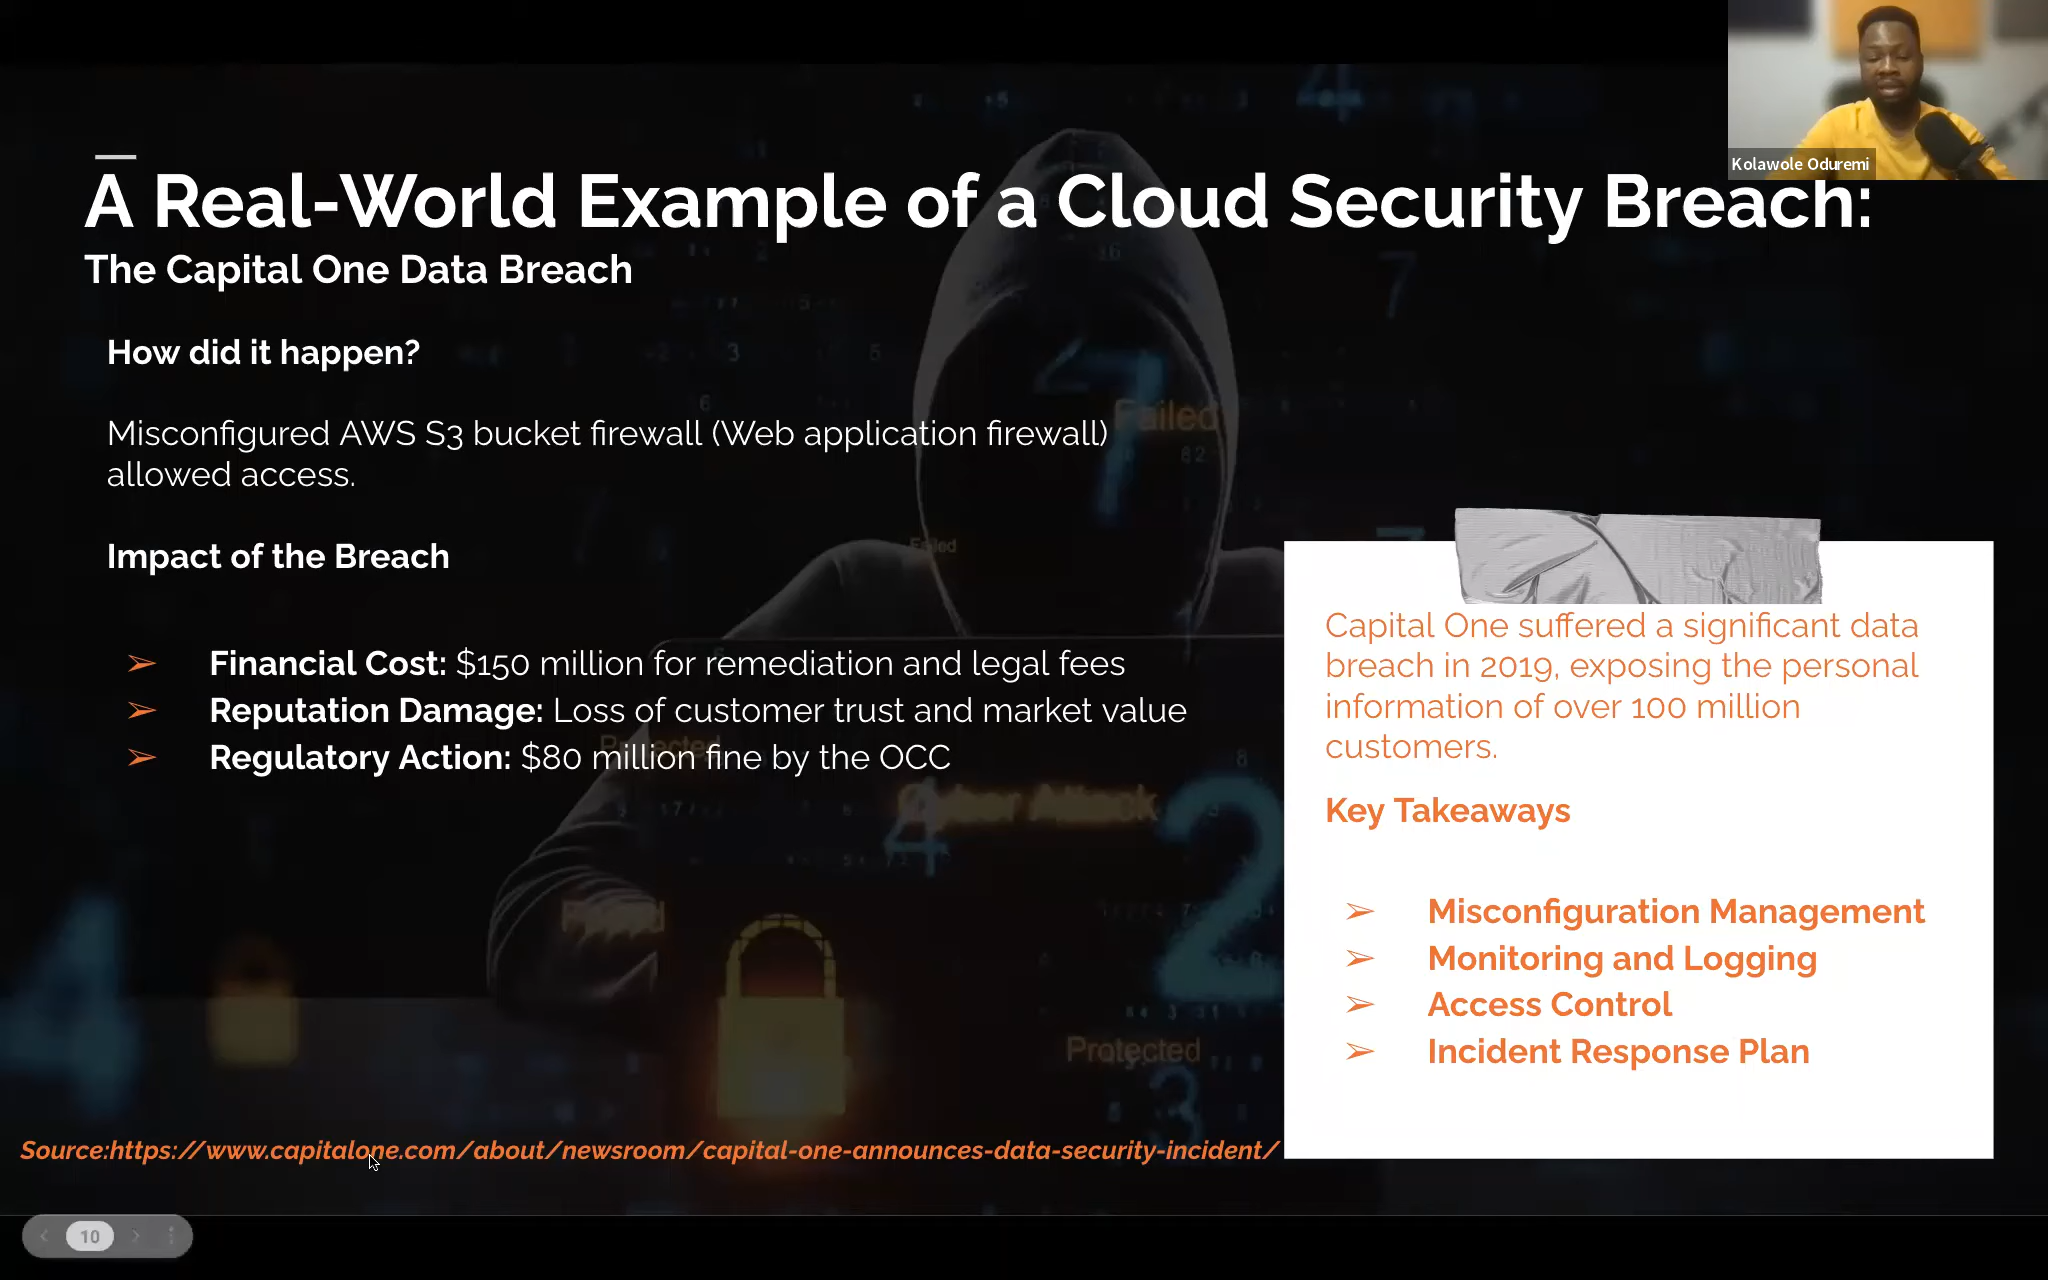 Kolawole Oduremi
A Real-World Example of a Cloud Security Breach:
The Capital One Data Breach
How did it happen?
Misconfigured AWS S3 bucket firewall (Web application firewall)
allowed access.
Impact of the Breach
➢ Financial Cost: $150 million for remediation and legal fees
➢ Reputation Damage: Loss of customer trust and market value
➢ Regulatory Action: $80 million fine by the OCC
Capital One suffered a significant data
breach in 2019, exposing the personal
information of over 100 million
customers.
Key Takeaways
➢ Misconfiguration Management
➢ Monitoring and Logging
➢ Access Control
➢ Incident Response Plan
Failed
Failed
Protected
Cyber Attack
Failed
Protected
Source:https://www.capitalone.com/about/newsroom/capital-one-announces-data-security-incident/
10